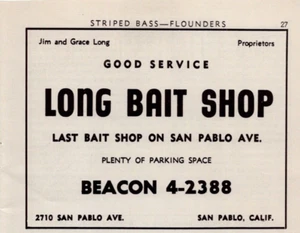 STRIPED BASS—FLOUNDERS 27
Jim and Grace Long Proprietors
GOOD SERVICE
LONG BAIT SHOP
LAST BAIT SHOP ON SAN PABLO AVE.
PLENTY OF PARKING SPACE
BEACON 4-2388
2710 SAN PABLO AVE. SAN PABLO, CALIF.